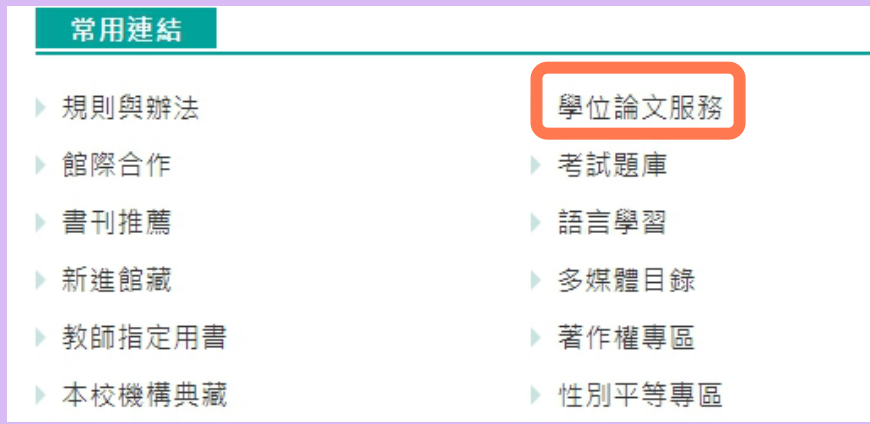 常用連結
規則與辦法
學位論文服務
館際合作
考試題庫
書刊推薦
語言學習
新進館藏
多媒體目錄
教師指定用書
著作權專區
本校機構典藏
性別平等專區